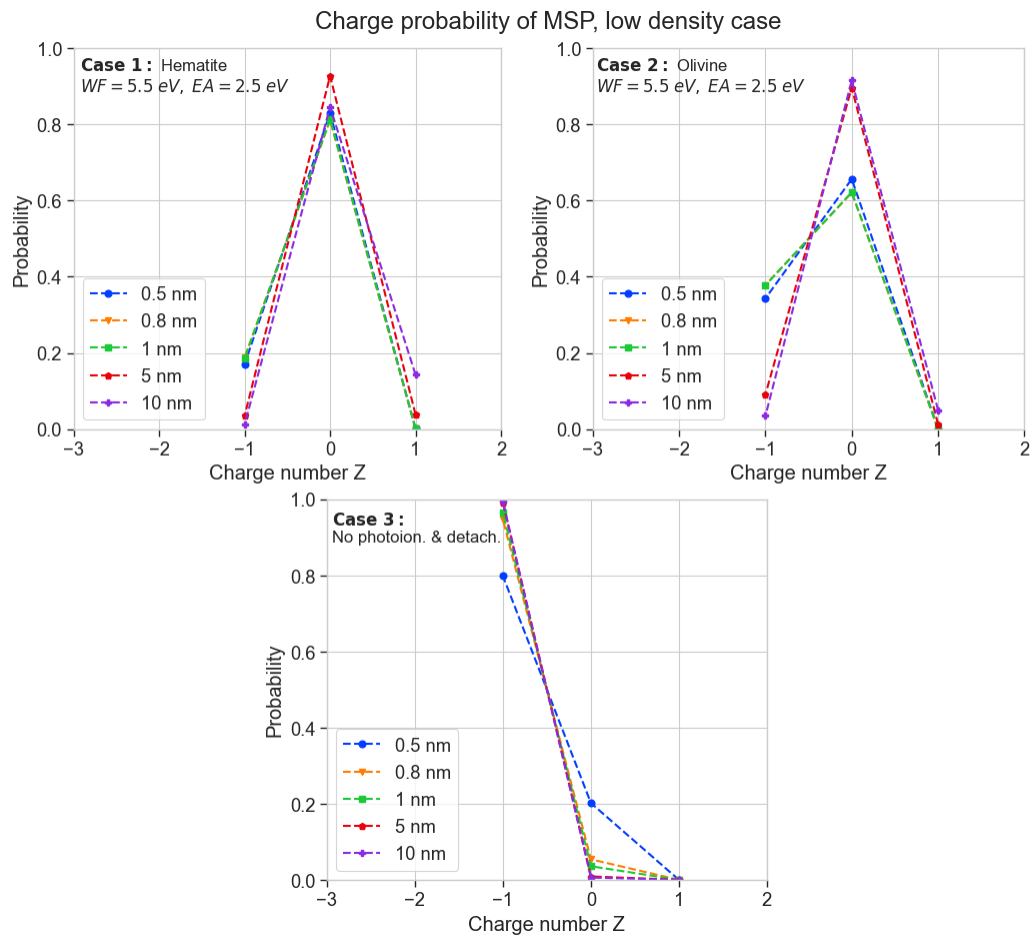 Charge probability of MSP, low density case
Case 1: Hematite
WF = 5.5 eV, EA = 2.5 eV
Probability
1.0
0.8
0.6
0.4
0.2
0.0
0.5 nm
0.8 nm
1 nm
5 nm
10 nm
−3 −2 −1 0 1 2
Charge number Z
Case 2: Olivine
WF = 5.5 eV, EA = 2.5 eV
Probability
1.0
0.8
0.6
0.4
0.2
0.0
0.5 nm
0.8 nm
1 nm
5 nm
10 nm
−3 −2 −1 0 1 2
Charge number Z
Case 3:
No photoion. & detach.
Probability
1.0
0.8
0.6
0.4
0.2
0.0
0.5 nm
0.8 nm
1 nm
5 nm
10 nm
−3 −2 −1 0 1 2
Charge number Z